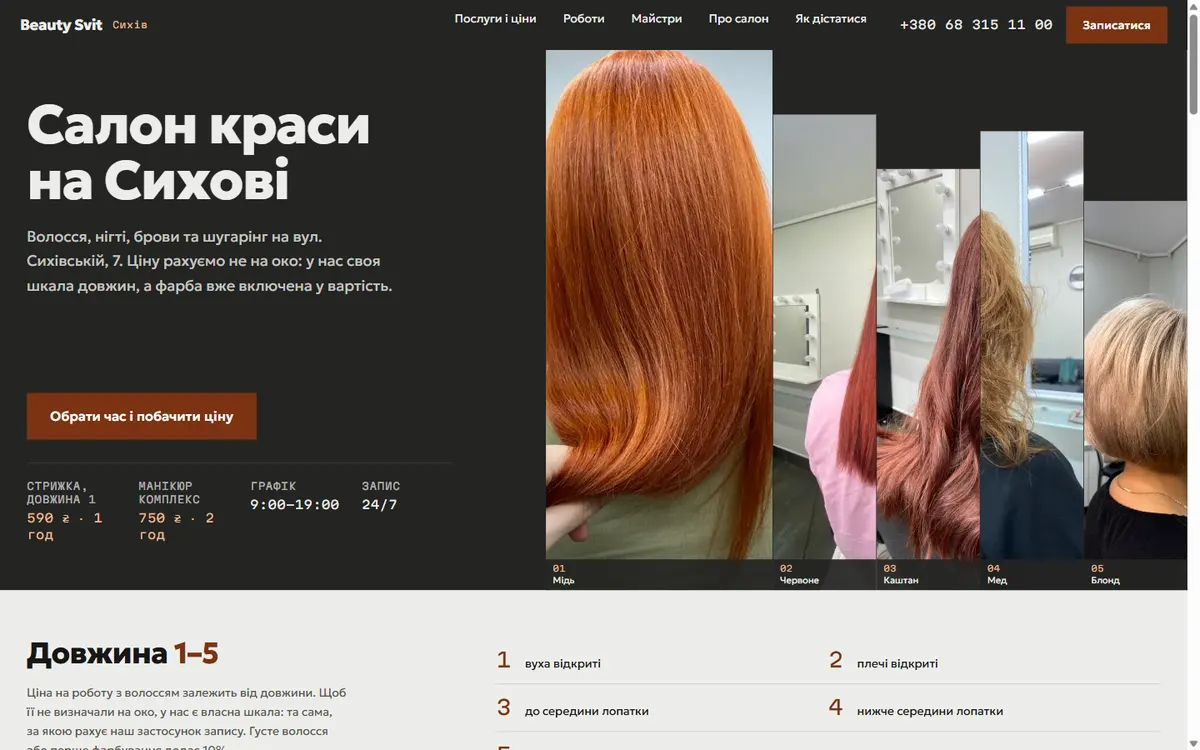 Beauty Svit Сихів
Послуги і ціни
Роботи
Майстри
Про салон
Як дістатися
+380 68 315 11 00
Записатися
Салон краси
на Сихові
Волосся, нігті, брови та шугарінг на вул.
Сихівській, 7. Ціну рахуємо не на око: у нас своя
шкала довжин, а фарба вже включена у вартість.
Обрати час і побачити ціну
СТРИЖКА,
ДОВЖИНА 1
590 ₴ · 1
год
МАНІКЮР
КОМПЛЕКС
750 ₴ · 2
год
ГРАФІК
9:00–19:00
ЗАПИС
24/7
01
Мідь
02
Червоне
03
Каштан
04
Мед
05
Блонд
Довжина 1–5
Ціна на роботу з волоссям залежить від довжини. Щоб
її не визначали на око, у нас є власна шкала: та сама,
за якою рахує наш застосунок запису. Густе волосся
або перше фарбування додає 10%.
1 вуха відкриті
2 плечі відкриті
3 до середини лопатки
4 нижче середини лопатки